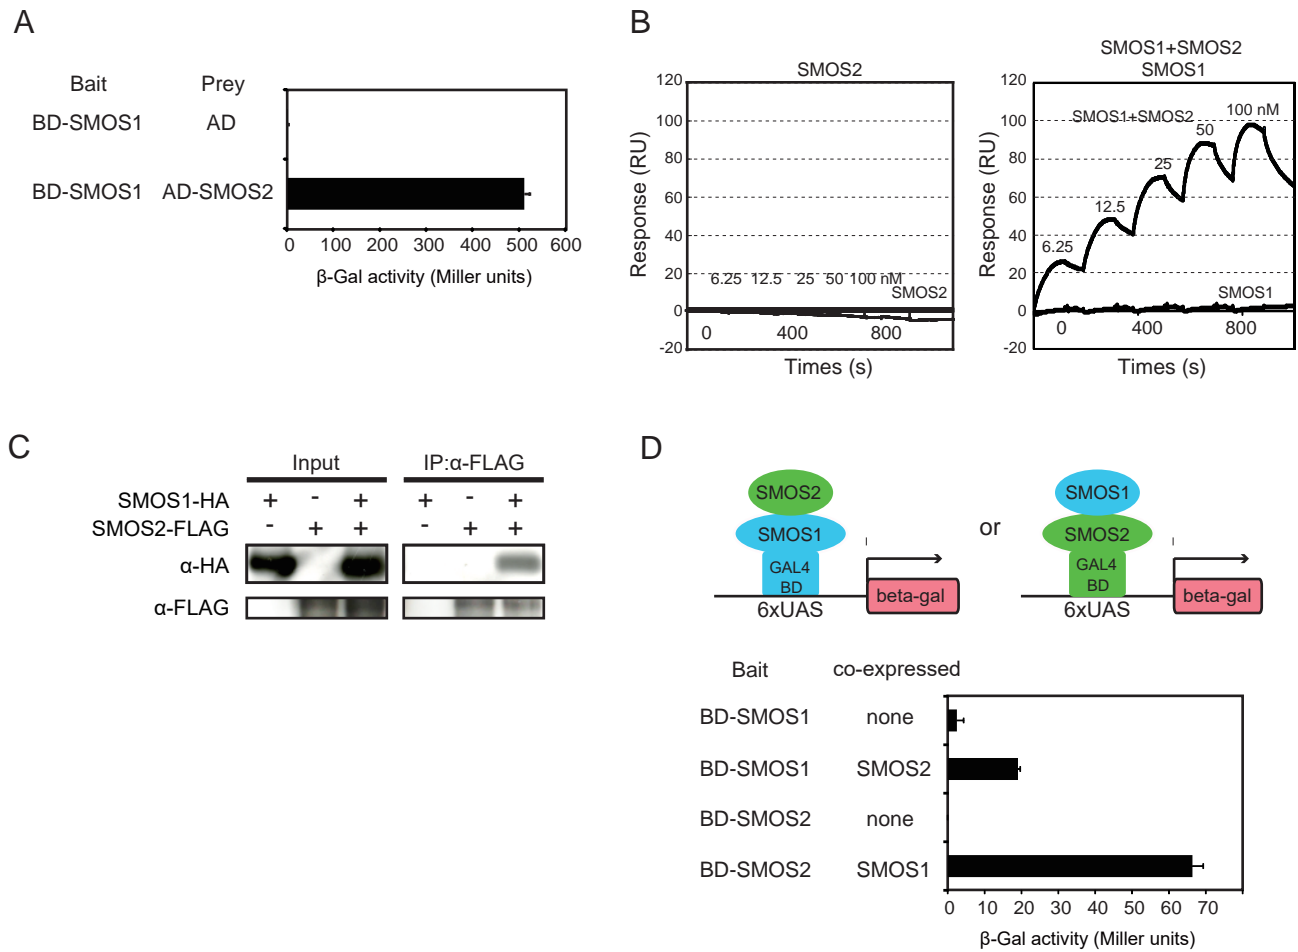 A
Bait Prey
BD-SMOS1 AD
BD-SMOS1 AD-SMOS2
0 100 200 300 400 500 600
β-Gal activity (Miller units)
B
SMOS2
Response (RU)
120
100
80
60
40
20
0
-20
6.25 12.5 25 50 100 nM
SMOS2
0 400 800
Times (s)
SMOS1+SMOS2
SMOS1
Response (RU)
120
100
80
60
40
20
0
-20
SMOS1+SMOS2
6.25
12.5
25
50
100 nM
SMOS1
0 400 800
Times (s)
C
Input IP:α-FLAG
SMOS1-HA + - + + - +
SMOS2-FLAG - + + - + +
α-HA
α-FLAG
D
SMOS2
SMOS1
GAL4
BD
6xUAS
beta-gal
or
SMOS1
SMOS2
GAL4
BD
6xUAS
beta-gal
Bait co-expressed
BD-SMOS1 none
BD-SMOS1 SMOS2
BD-SMOS2 none
BD-SMOS2 SMOS1
0 10 20 30 40 50 60 70
β-Gal activity (Miller units)